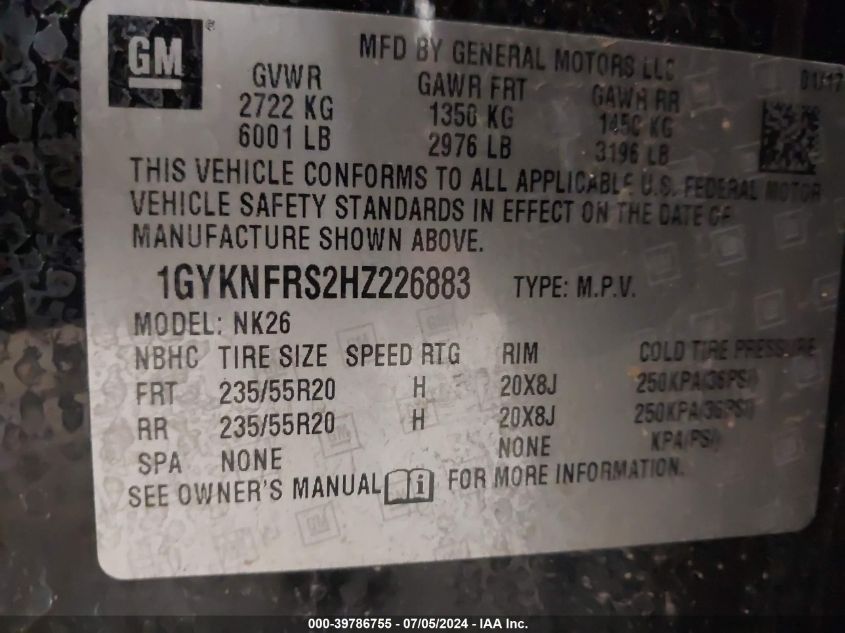 GM ®
MFD BY GENERAL MOTORS LLC
GVWR GAWR FRT GAWR RR 01/17
2722 KG 1350 KG 1450 KG
6001 LB 2976 LB 3196 LB
THIS VEHICLE CONFORMS TO ALL APPLICABLE U.S. FEDERAL MOTOR
VEHICLE SAFETY STANDARDS IN EFFECT ON THE DATE OF
MANUFACTURE SHOWN ABOVE.
1GYKNFRS2HZ226883 TYPE: M.P.V.
MODEL: NK26
NBHC TIRE SIZE SPEED RTG RIM COLD TIRE PRESSURE
FRT 235/55R20 H 20X8J 250KPA(36PSI)
RR 235/55R20 H 20X8J 250KPA(36PSI)
SPA NONE NONE KPA(PSI)
SEE OWNER'S MANUAL i FOR MORE INFORMATION.
000-39786755 - 07/05/2024 - IAA Inc.